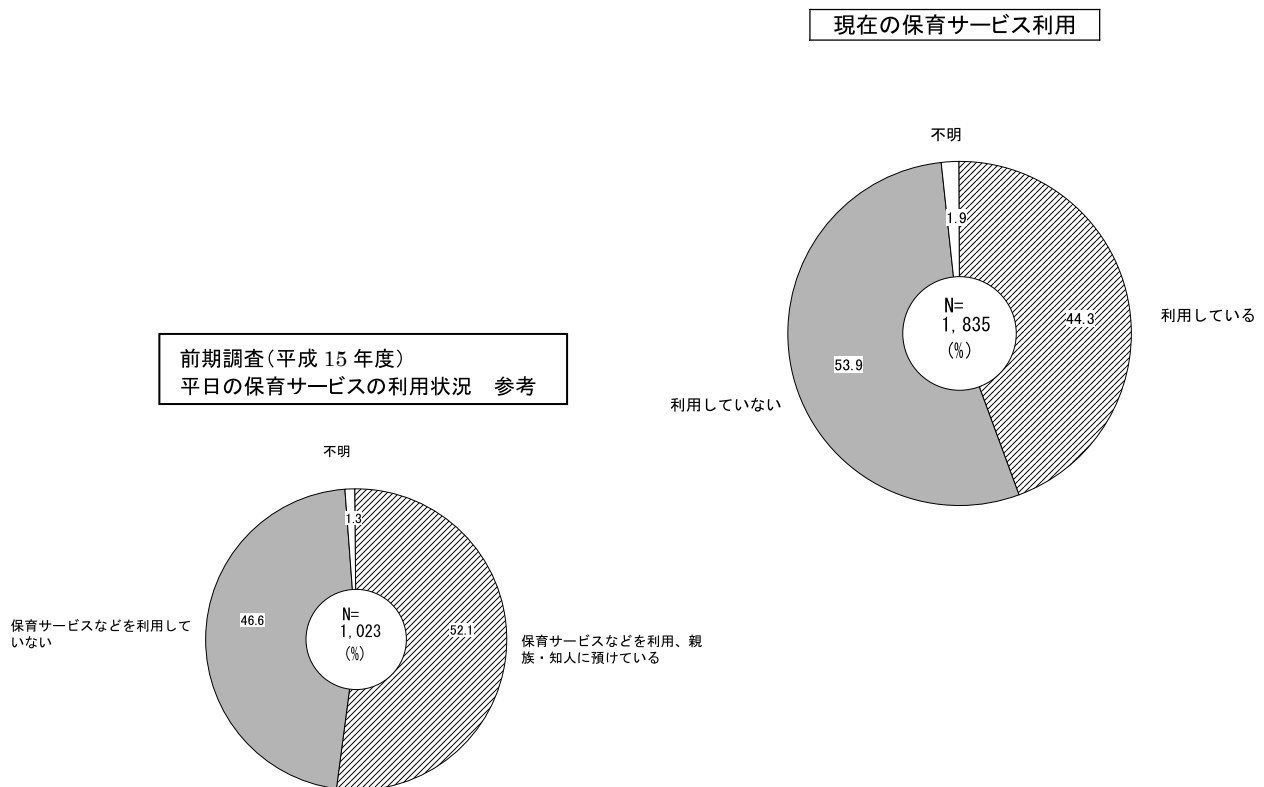 現在の保育サービス利用
不明
1.9
N=
1,835
(%)
44.3
利用している
53.9
利用していない
前期調査(平成 15 年度)
平日の保育サービスの利用状況　参考
不明
1.3
46.6
N=
1,023
(%)
52.1
保育サービスなどを利用して
いない
保育サービスなどを利用、親
族・知人に預けている